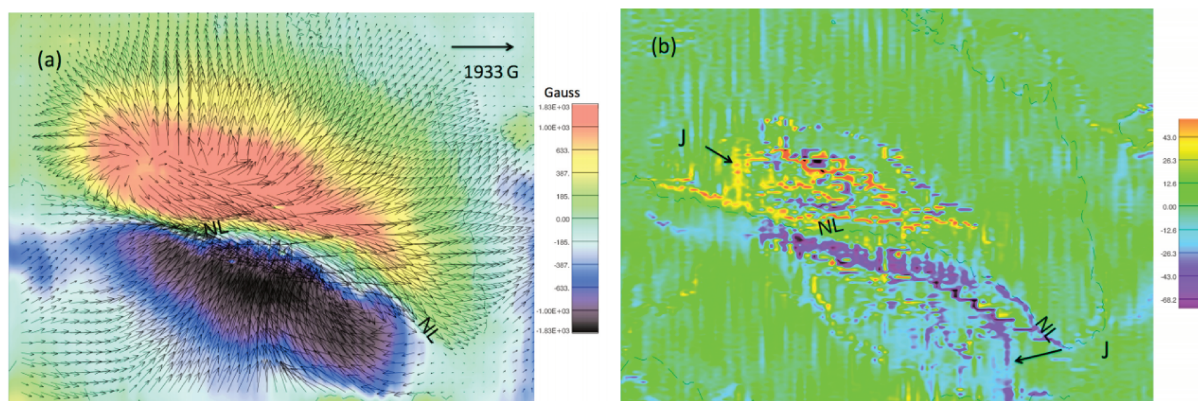 (a)
1933 G
Gauss
1.83E+03
1.00E+03
633.
387.
185.
0.00
-185.
-387.
-633.
-1.00E+03
-1.83E+03
NL
NL
(b)
J
NL
NL
J
43.0
26.3
12.6
0.00
-12.6
-26.3
-43.0
-68.2